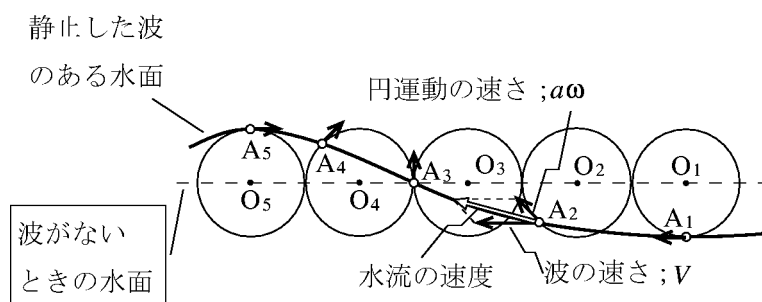 静止した波
のある水面
円運動の速さ ; aω
A₅
A₄
A₃
O₃
O₂
O₁
O₅
O₄
A₂
A₁
波がない
ときの水面
水流の速度
波の速さ ; V